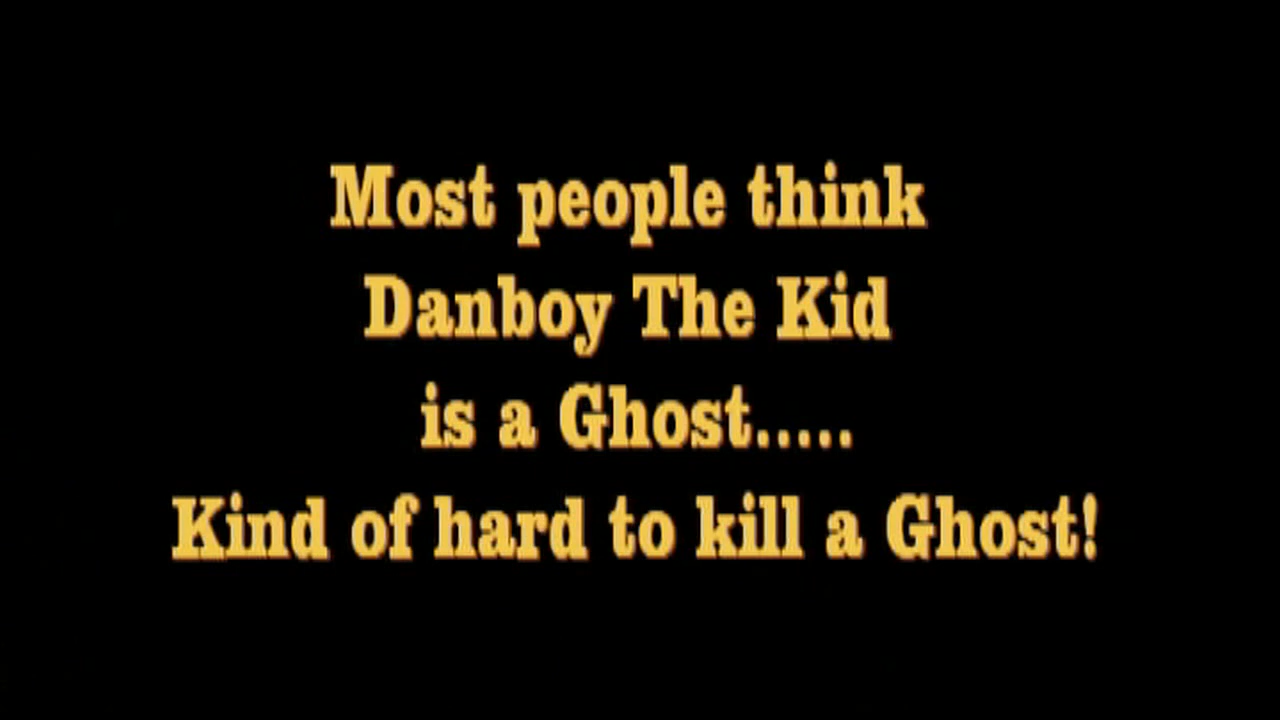 Most people think
Danboy The Kid
is a Ghost.....
Kind of hard to kill a Ghost!